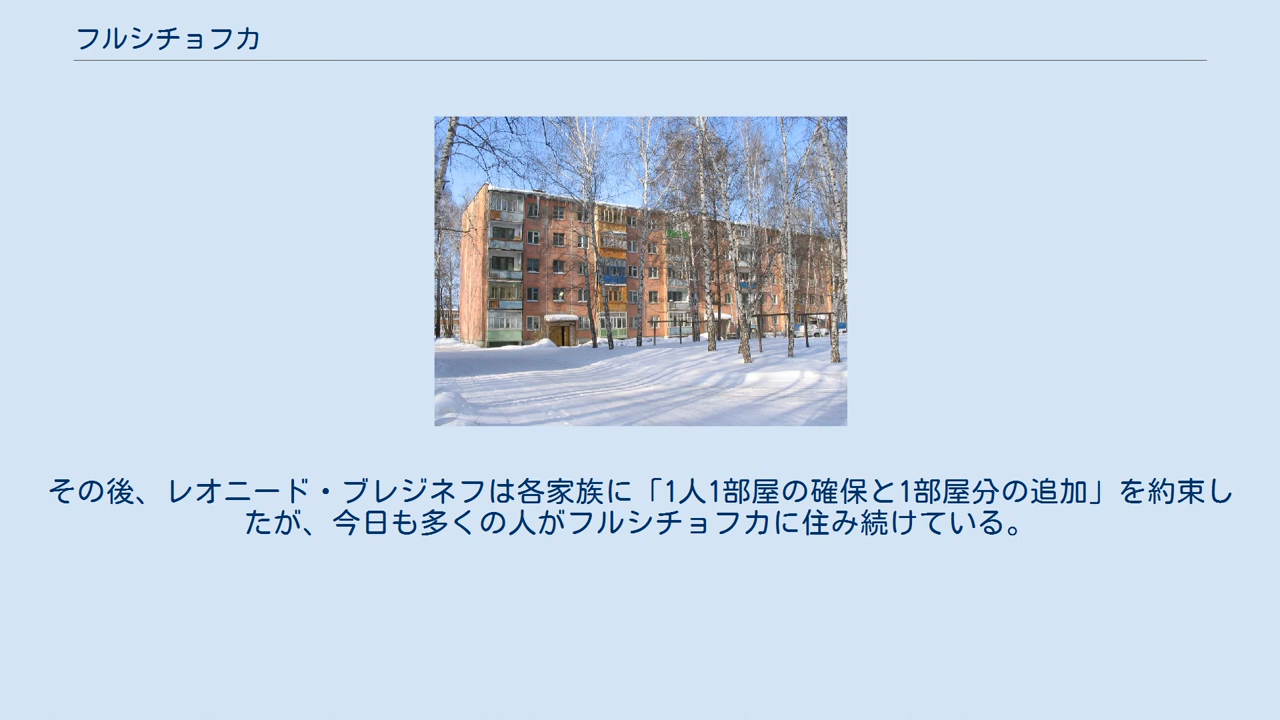 フルシチョフカ
その後、レオニード・ブレジネフは各家族に「1人1部屋の確保と1部屋分の追加」を約束し
たが、今日も多くの人がフルシチョフカに住み続けている。